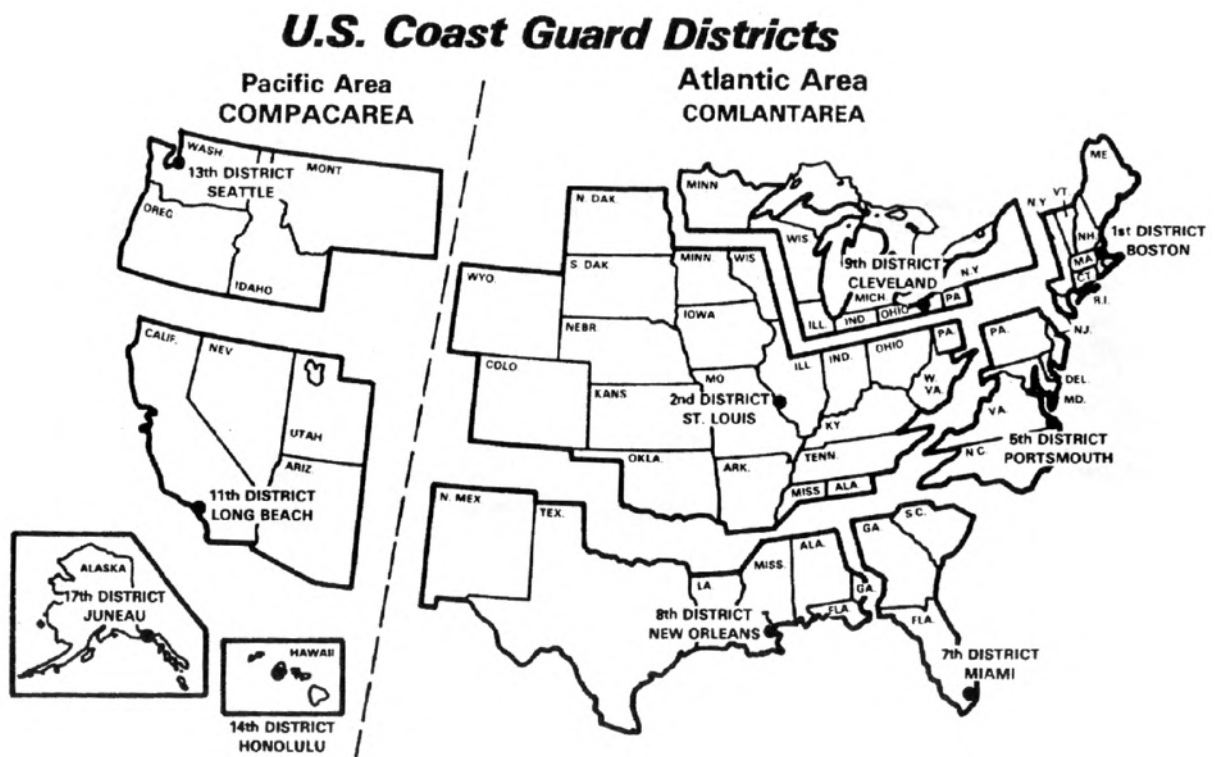 U.S. Coast Guard Districts
Pacific Area
COMPACAREA
Atlantic Area
COMLANTAREA
WASH
13th DISTRICT
SEATTLE
MONT
OREG
IDAHO
CALIF.
NEV
UTAH
ARIZ.
11th DISTRICT
LONG BEACH
ALASKA
17th DISTRICT
JUNEAU
HAWAII
14th DISTRICT
HONOLULU
N. DAK.
S. DAK
WYO.
NEBR.
COLO
KANS
MINN
WIS
IOWA
MO
2nd DISTRICT
ST. LOUIS
ILL
IND.
OHIO
PA.
W.
VA.
KY
TENN.
OKLA.
ARK.
MISS
ALA.
MINN
WIS
9th DISTRICT
CLEVELAND
MICH.
N.Y
ILL.
IND.
OHIO
PA
ME.
VT.
N.Y
NH
MA
CT.
R.I.
1st DISTRICT
BOSTON
PA.
N.J.
DEL.
MD.
VA.
N.C.
5th DISTRICT
PORTSMOUTH
N. MEX
TEX.
LA.
MISS.
ALA.
GA.
FLA.
8th DISTRICT
NEW ORLEANS
GA.
S.C.
FLA.
7th DISTRICT
MIAMI